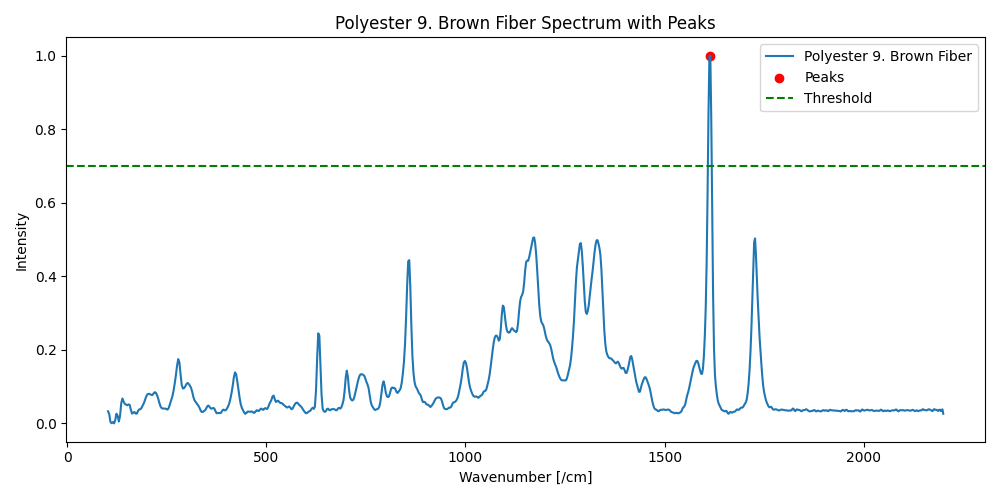 Polyester 9. Brown Fiber Spectrum with Peaks
1.0
0.8
0.6
0.4
0.2
0.0
Intensity
Polyester 9. Brown Fiber
Peaks
Threshold
0
500
1000
1500
2000
Wavenumber [/cm]